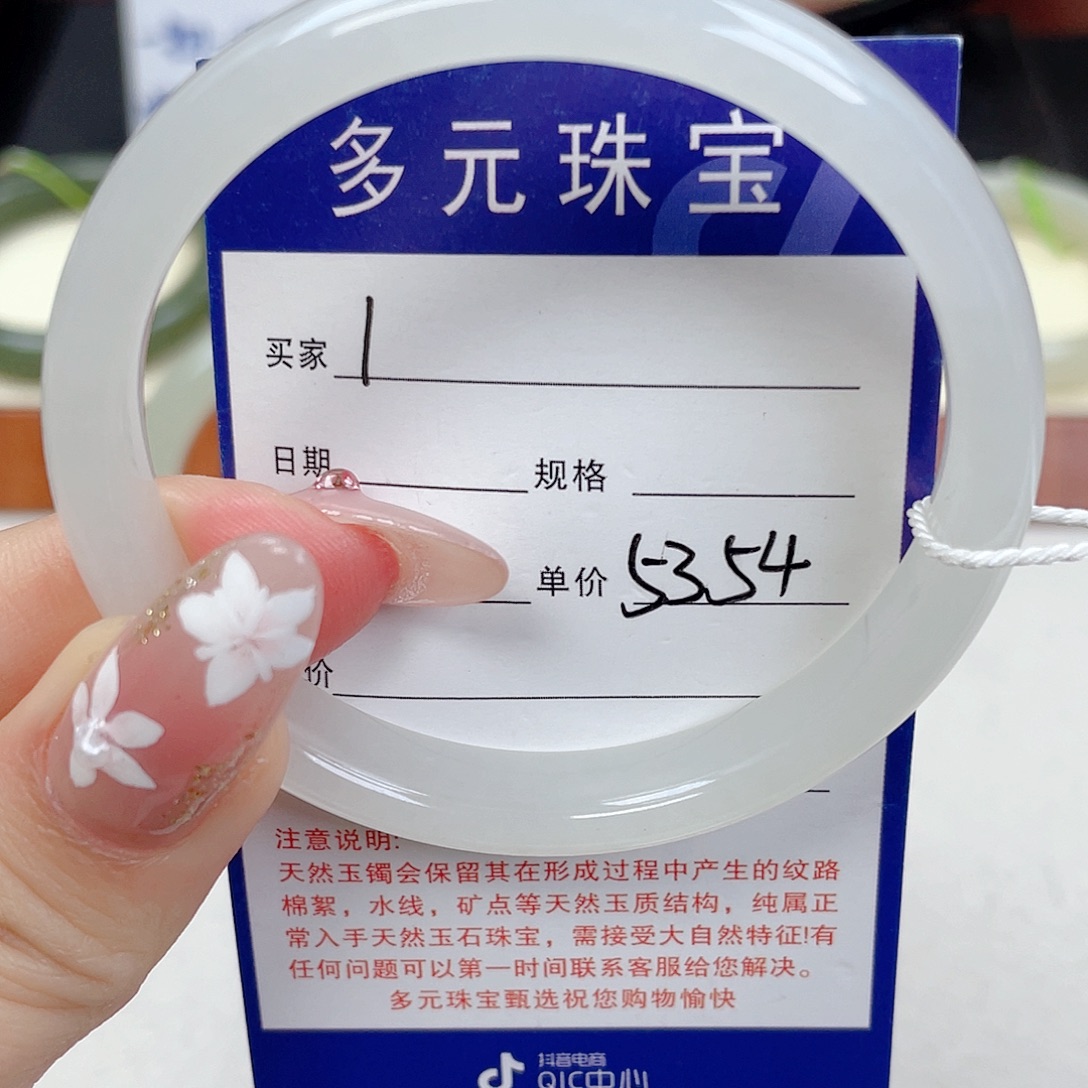 多元珠宝
买家 1
日期 规格
单价 53.54
价
注意说明:
天然玉镯会保留其在形成过程中产生的纹路
棉絮，水线，矿点等天然玉质结构，纯属正
常入手天然玉石珠宝，需接受大自然特征!有
任何问题可以第一时间联系客服给您解决。
多元珠宝甄选祝您购物愉快
抖音电商
QIC中心